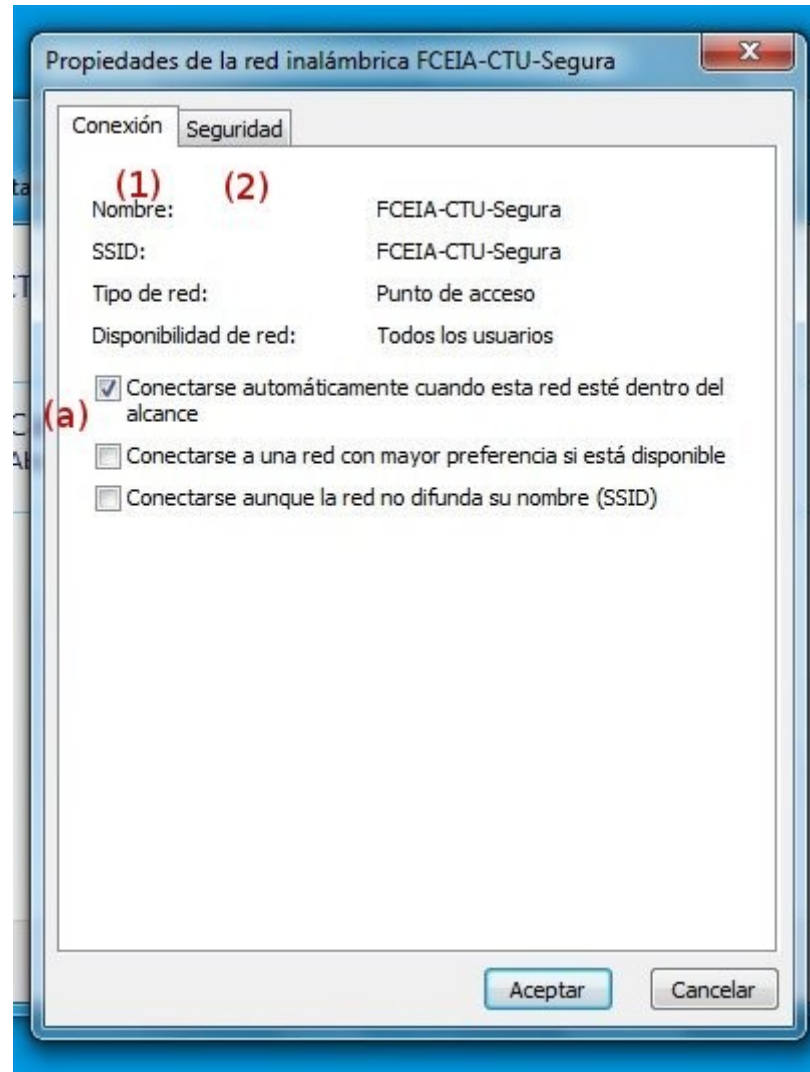 Propiedades de la red inalámbrica FCEIA-CTU-Segura
Conexión Seguridad
(1) (2)
Nombre: FCEIA-CTU-Segura
SSID: FCEIA-CTU-Segura
Tipo de red: Punto de acceso
Disponibilidad de red: Todos los usuarios
Conectarse automáticamente cuando esta red esté dentro del
(a) alcance
Conectarse a una red con mayor preferencia si está disponible
Conectarse aunque la red no difunda su nombre (SSID)
Aceptar Cancelar